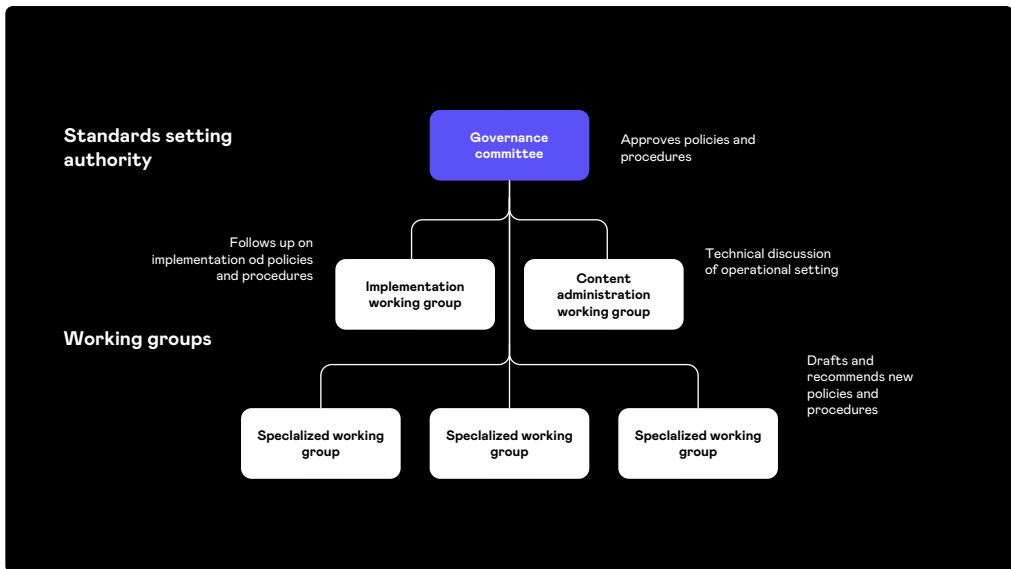 Standards setting
authority
Governance
committee
Approves policies and
procedures
Follows up on
implementation od policies
and procedures
Implementation
working group
Content
administration
working group
Technical discussion
of operational setting
Working groups
Drafts and
recommends new
policies and
procedures
Speclalized working
group
Speclalized working
group
Speclalized working
group